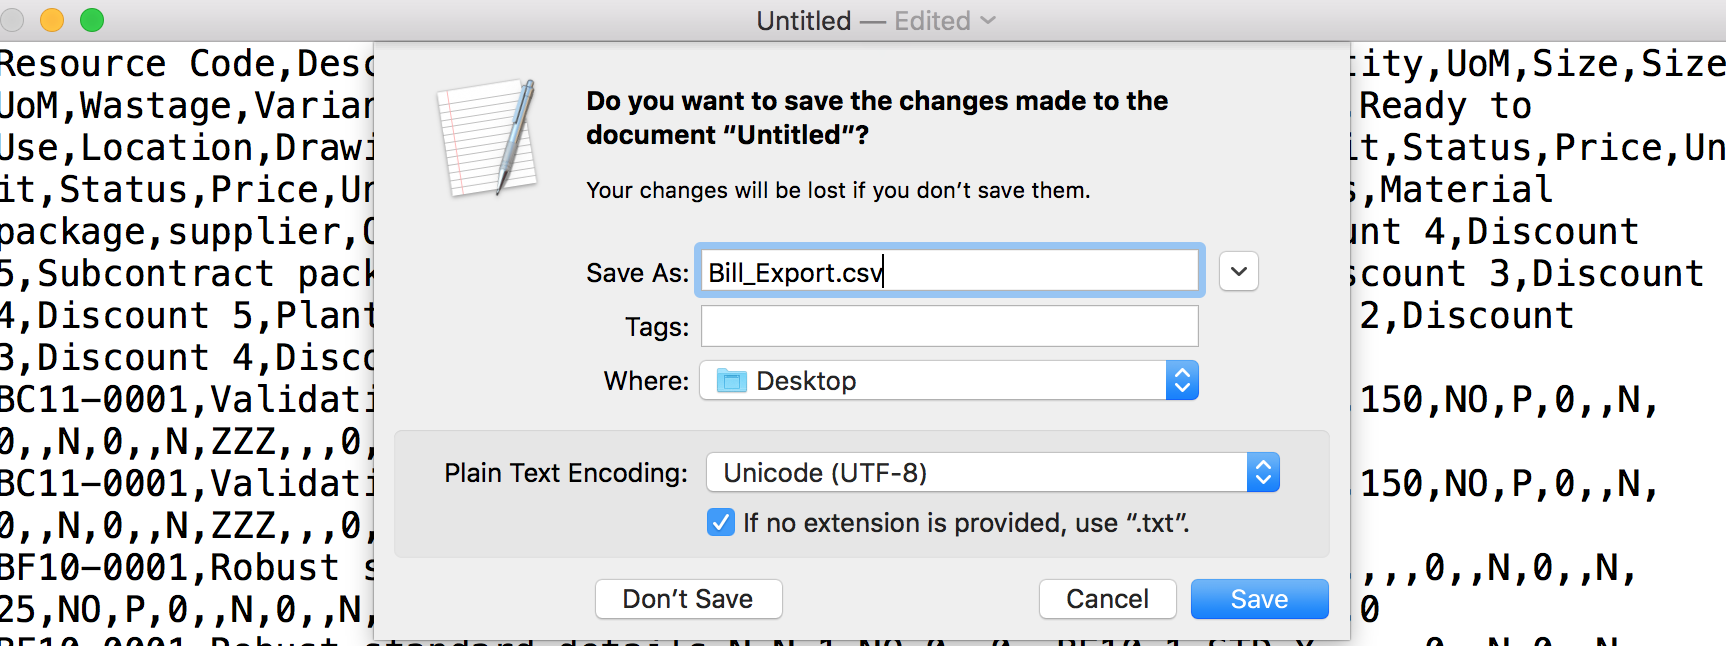 Untitled — Edited
Resource Code,Desc
ity,UoM,Size,Size
UoM,Wastage,Varian
Ready to
Use,Location,Drawi
it,Status,Price,Un
it,Status,Price,Un
s,Material
package,supplier,
unt 4,Discount
5,Subcontract pack
scount 3,Discount
4,Discount 5,Plant
2,Discount
3,Discount 4,Disco
BC11-0001,Validati
150,NO,P,0,,N,
0,,N,0,,N,ZZZ,,,0,
BC11-0001,Validati
150,NO,P,0,,N,
0,,N,0,,N,ZZZ,,,0,
BF10-0001,Robust s
,,,0,,N,0,,N,
25,NO,P,0,,N,0,,N,
0
Do you want to save the changes made to the
document “Untitled”?
Your changes will be lost if you don’t save them.
Save As: Bill_Export.csv
Tags:
Where: Desktop
Plain Text Encoding: Unicode (UTF-8)
If no extension is provided, use “.txt”.
Don’t Save Cancel Save